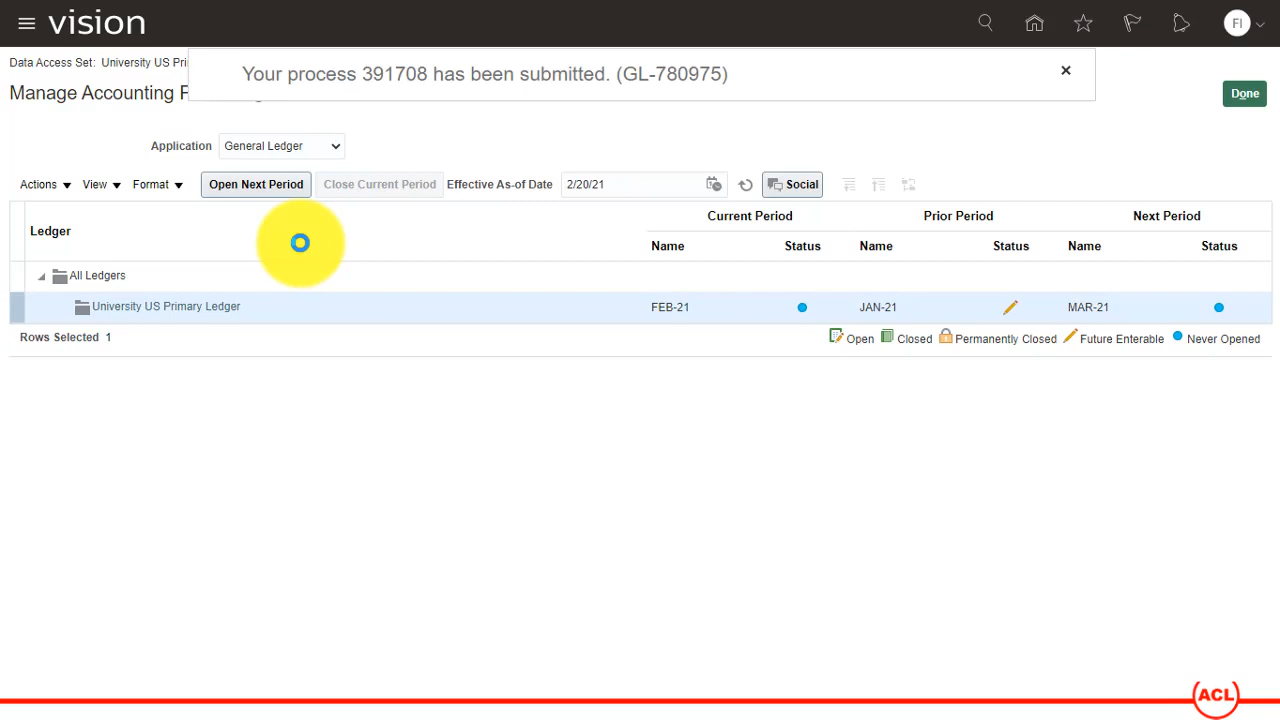 vision
FI
Data Access Set: University US Pri
Your process 391708 has been submitted. (GL-780975)
Manage Accounting P
Done
Application General Ledger
Actions View Format Open Next Period Close Current Period Effective As-of Date 2/20/21 Social
Ledger Current Period Prior Period Next Period
Name Status Name Status Name Status
All Ledgers
University US Primary Ledger FEB-21 JAN-21 MAR-21
Rows Selected 1 Open Closed Permanently Closed Future Enterable Never Opened
ACL